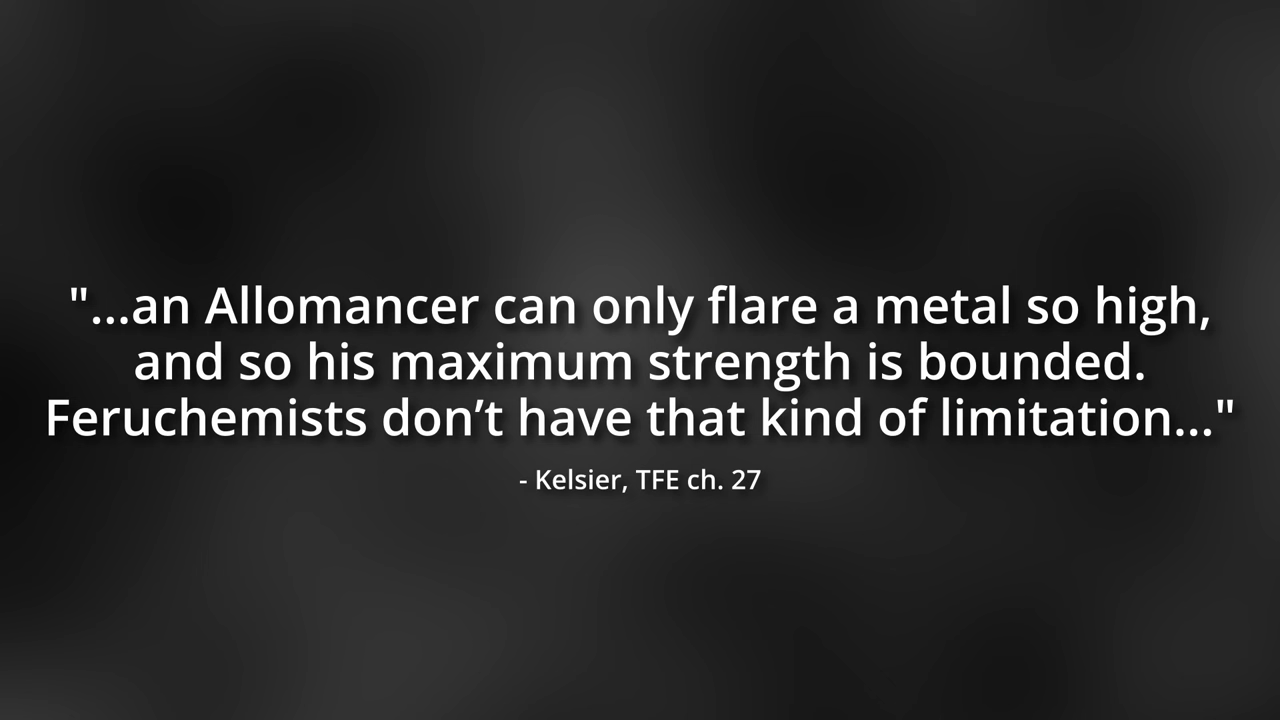 "...an Allomancer can only flare a metal so high,
and so his maximum strength is bounded.
Feruchemists don’t have that kind of limitation..."
- Kelsier, TFE ch. 27